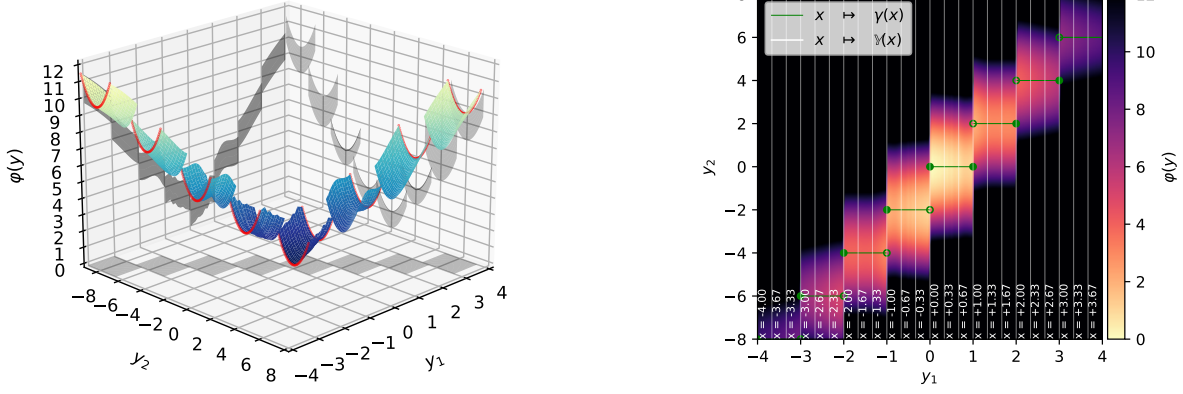 12
11
10
9
8
7
6
5
4
3
2
1
0
φ(y)
−8
−6
−4
−2
0
2
4
6
8
y₂
−4
−3
−2
−1
0
1
2
3
4
y₁
x ↦ γ(x)
x ↦ 𝕐(x)
6
4
2
0
−2
−4
−6
−8
y₂
x = −4.00
x = −3.67
x = −3.33
x = −3.00
x = −2.67
x = −2.33
x = −2.00
x = −1.67
x = −1.33
x = −1.00
x = −0.67
x = −0.33
x = +0.00
x = +0.33
x = +0.67
x = +1.00
x = +1.33
x = +1.67
x = +2.00
x = +2.33
x = +2.67
x = +3.00
x = +3.33
x = +3.67
−4
−3
−2
−1
0
1
2
3
4
y₁
10
8
6
4
2
0
φ(y)